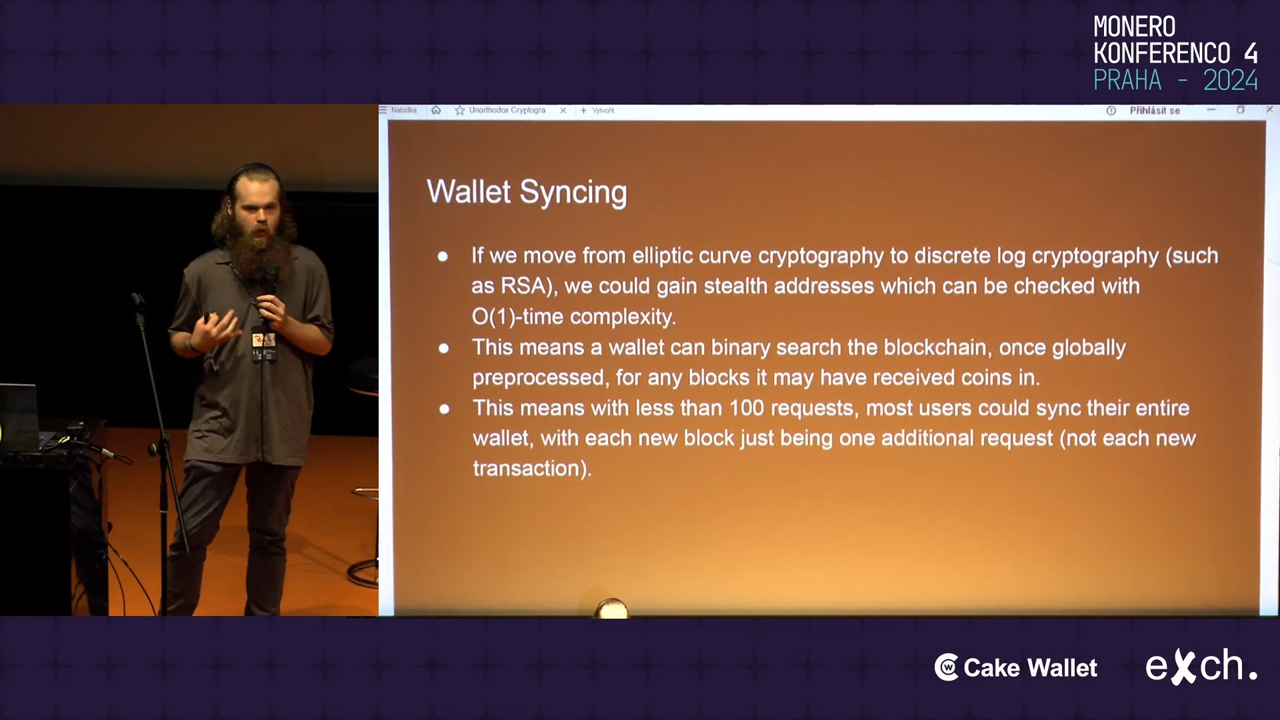 MONERO
KONFERENCO 4
PRAHA - 2024
Nabídka
Unorthodox Cryptogra
+ Vytvořit
Přihlásit se
Wallet Syncing
If we move from elliptic curve cryptography to discrete log cryptography (such
as RSA), we could gain stealth addresses which can be checked with
O(1)-time complexity.
This means a wallet can binary search the blockchain, once globally
preprocessed, for any blocks it may have received coins in.
This means with less than 100 requests, most users could sync their entire
wallet, with each new block just being one additional request (not each new
transaction).
Cake Wallet
eXch.